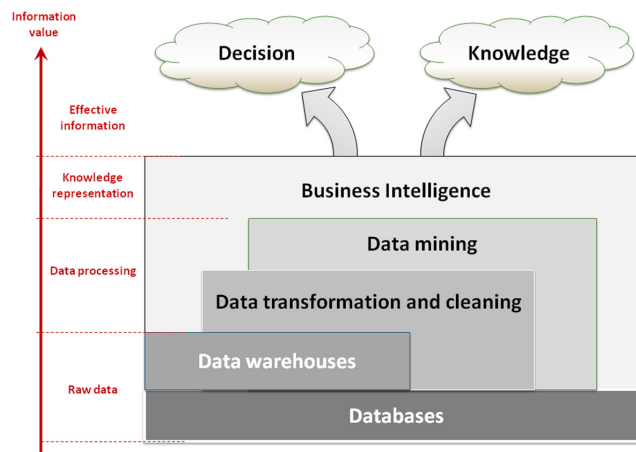 Information
value
Decision
Knowledge
Effective
information
Knowledge
representation
Business Intelligence
Data mining
Data processing
Data transformation and cleaning
Data warehouses
Raw data
Databases